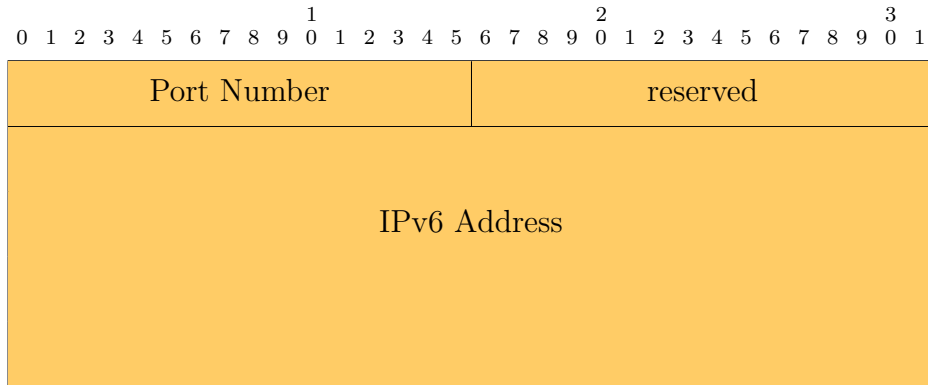 1 2 3
0 1 2 3 4 5 6 7 8 9 0 1 2 3 4 5 6 7 8 9 0 1 2 3 4 5 6 7 8 9 0 1
Port Number reserved
IPv6 Address